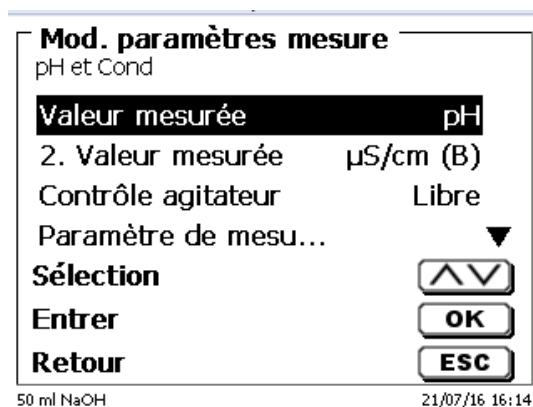 Mod. paramètres mesure
pH et Cond
Valeur mesurée pH
2. Valeur mesurée µS/cm (B)
Contrôle agitateur Libre
Paramètre de mesu...
Sélection
Entrer OK
Retour ESC
50 ml NaOH 21/07/16 16:14